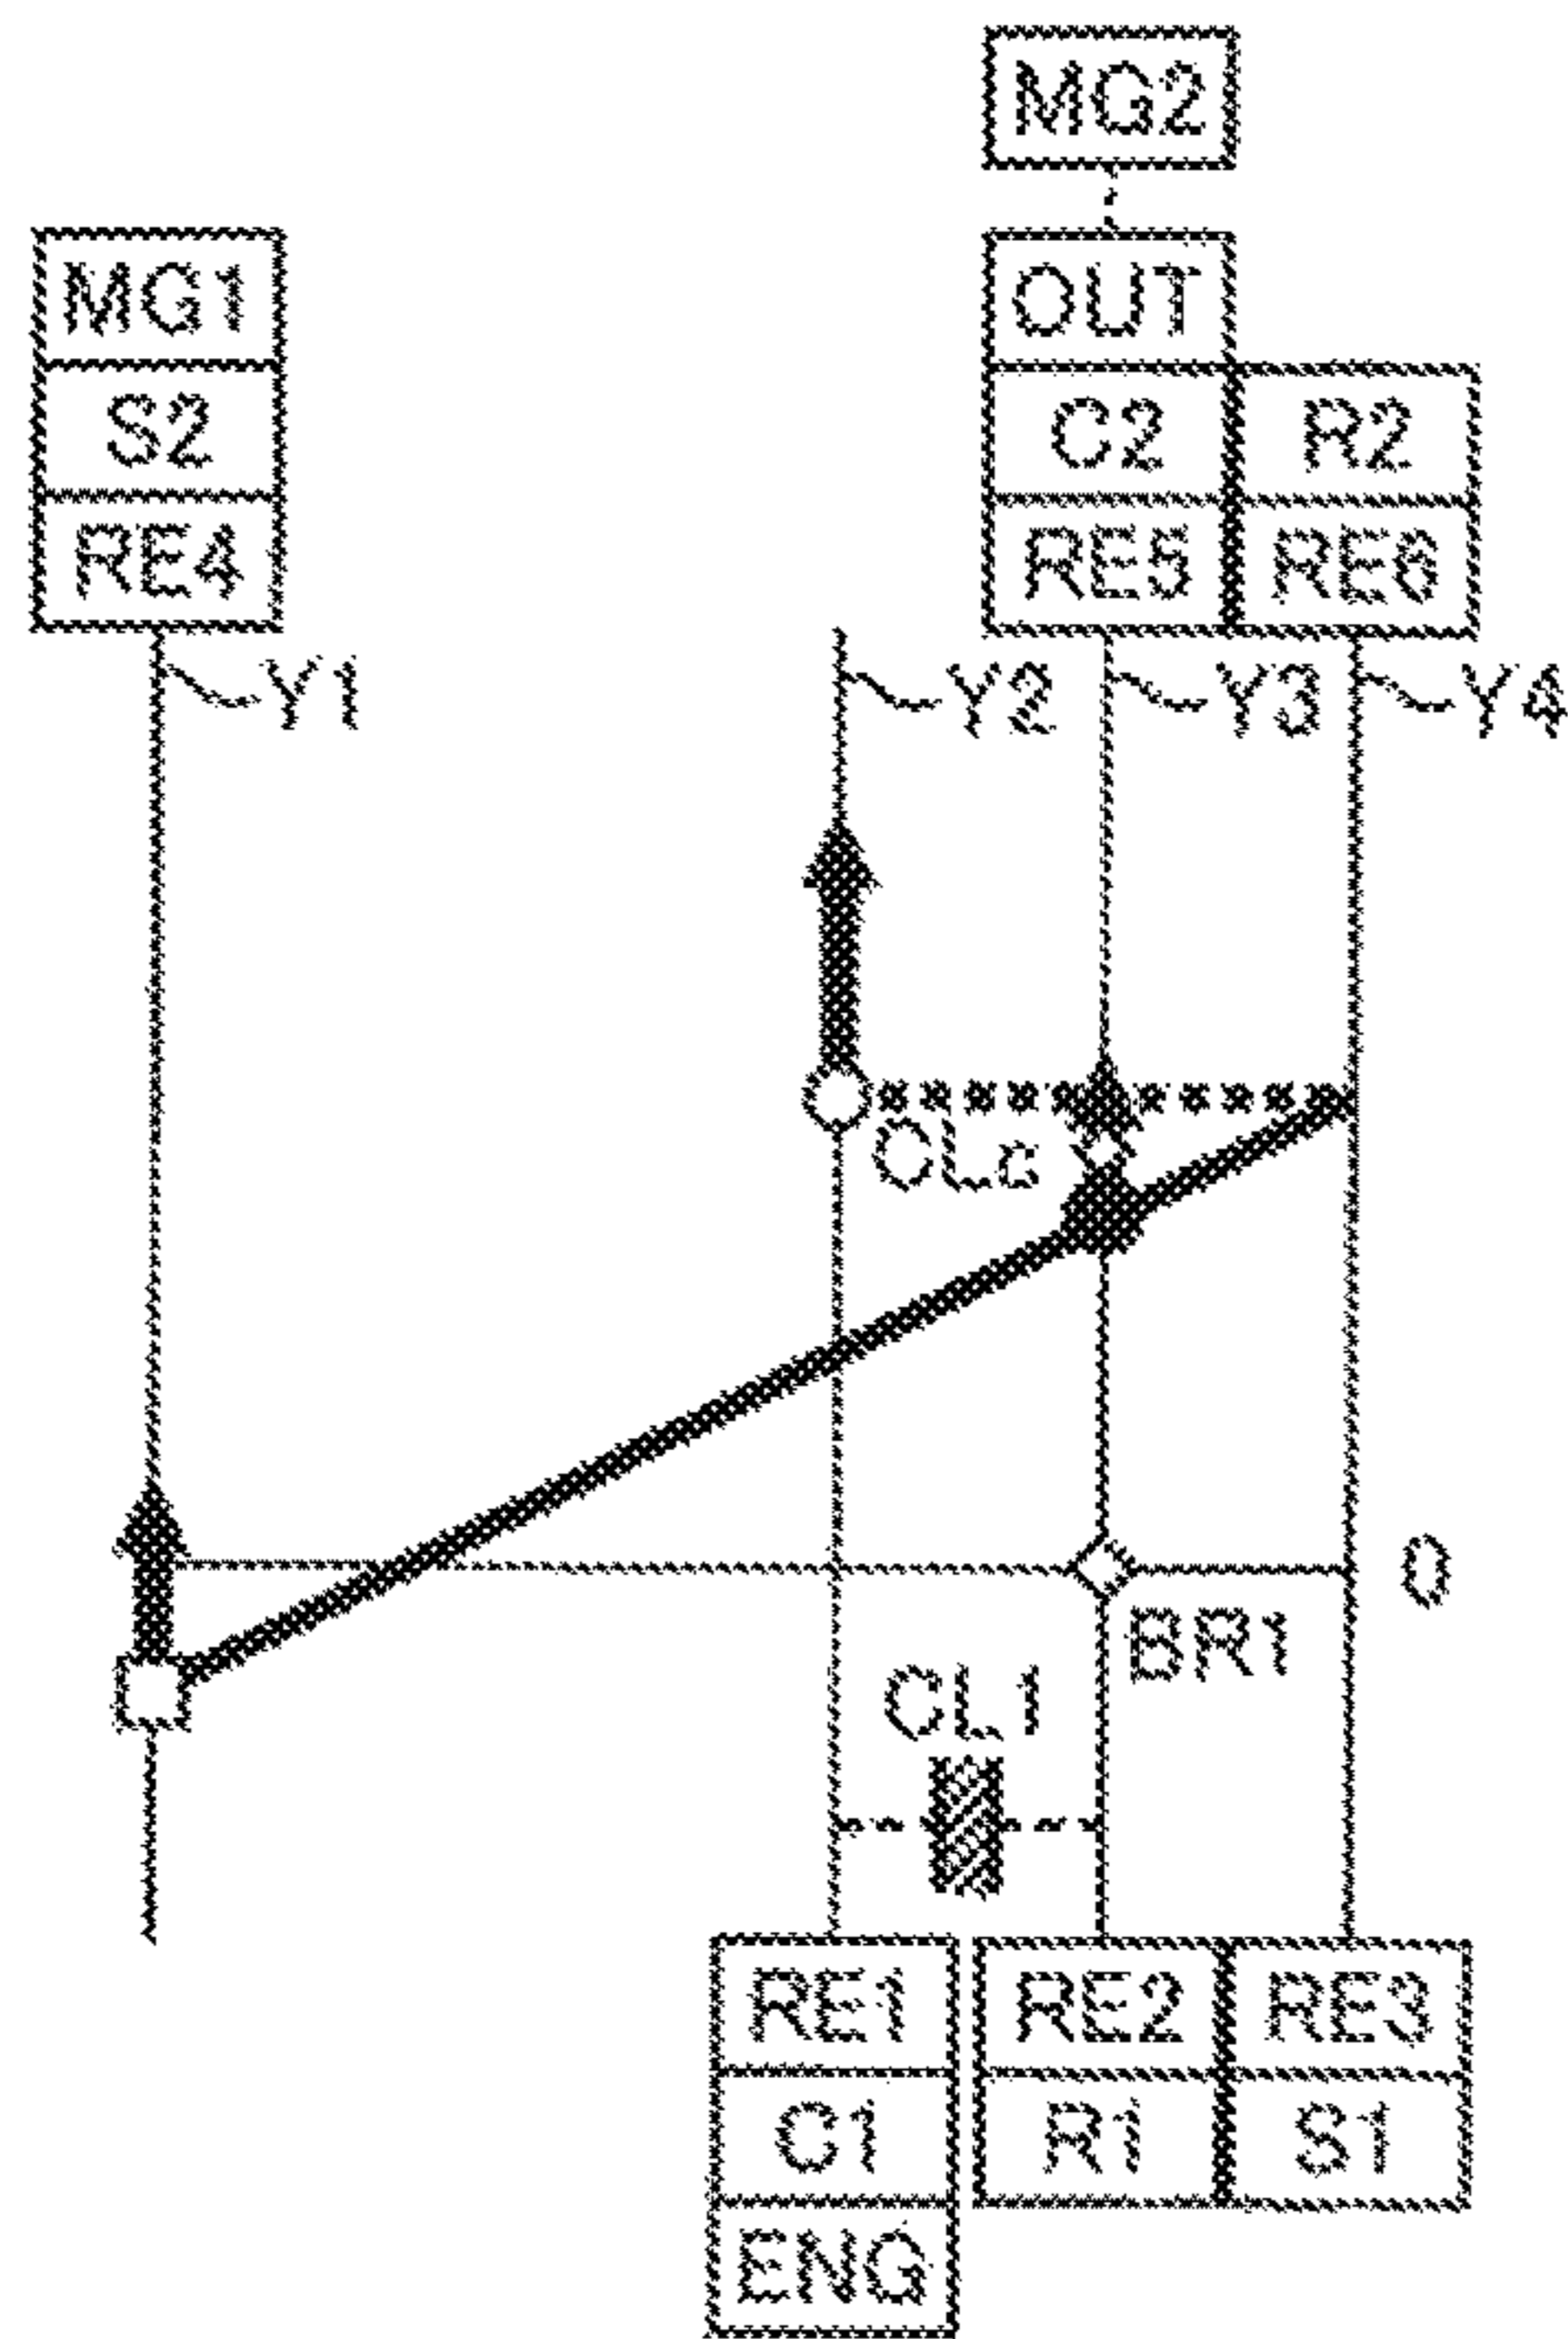 MG2
MG1
OUT
S2
C2
R2
RE4
RE5
RE6
Y1
Y2
Y3
Y4
CLc
0
BR1
CL1
RE1
RE2
RE3
C1
R1
S1
ENG